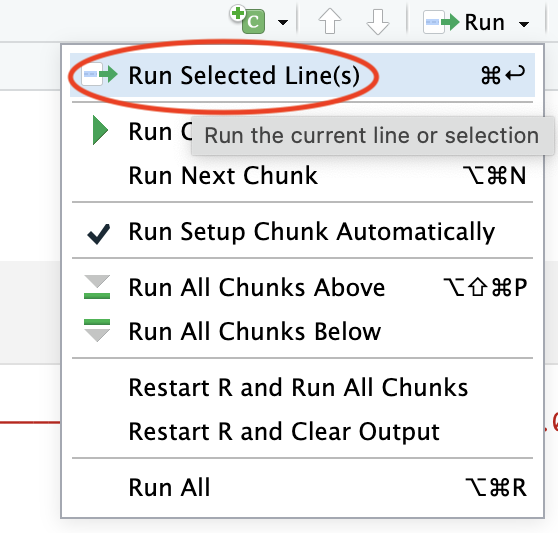 C Run
Run Selected Line(s) ⌘↩
Run C
Run the current line or selection
Run Next Chunk ⌥⌘N
Run Setup Chunk Automatically
Run All Chunks Above ⌥⇧⌘P
Run All Chunks Below
Restart R and Run All Chunks
Restart R and Clear Output
Run All ⌥⌘R